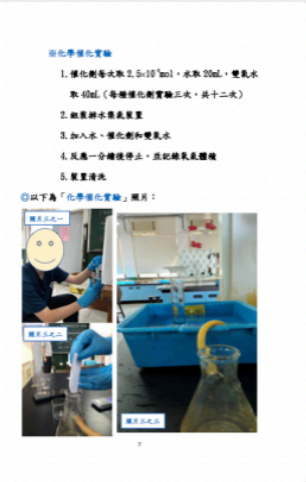 ※化學催化實驗
1.催化劑每次取 2.5×10⁻³mol，水取 20mL，雙氧水
取 40mL（每種催化劑實驗三次，共十二次）
2.組裝排水集氣裝置
3.加入水、催化劑和雙氧水
4.反應一分鐘後停止，並記錄氧氣體積
5.裝置清洗
◎以下為「化學催化實驗」照片：
照片三之一
照片三之二
照片三之三
7